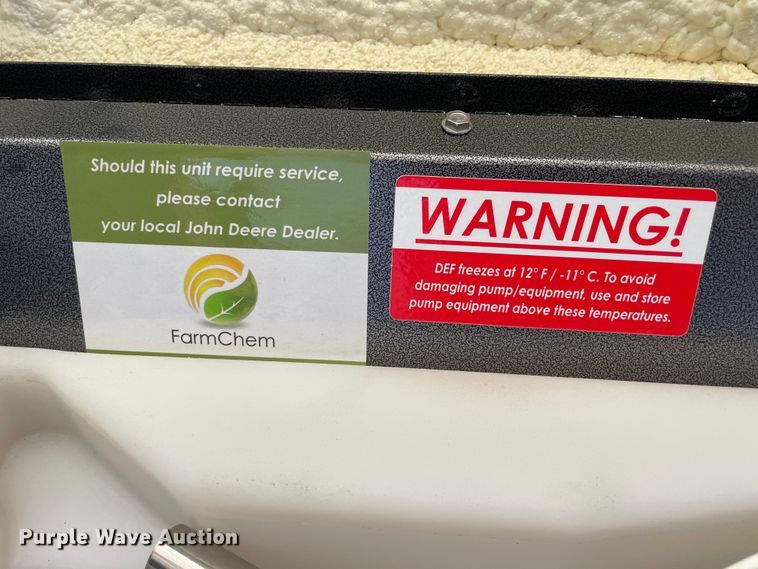 Should this unit require service,
please contact
your local John Deere Dealer.
FarmChem
WARNING!
DEF freezes at 12° F / -11° C. To avoid
damaging pump/equipment, use and store
pump equipment above these temperatures.
Purple Wave Auction